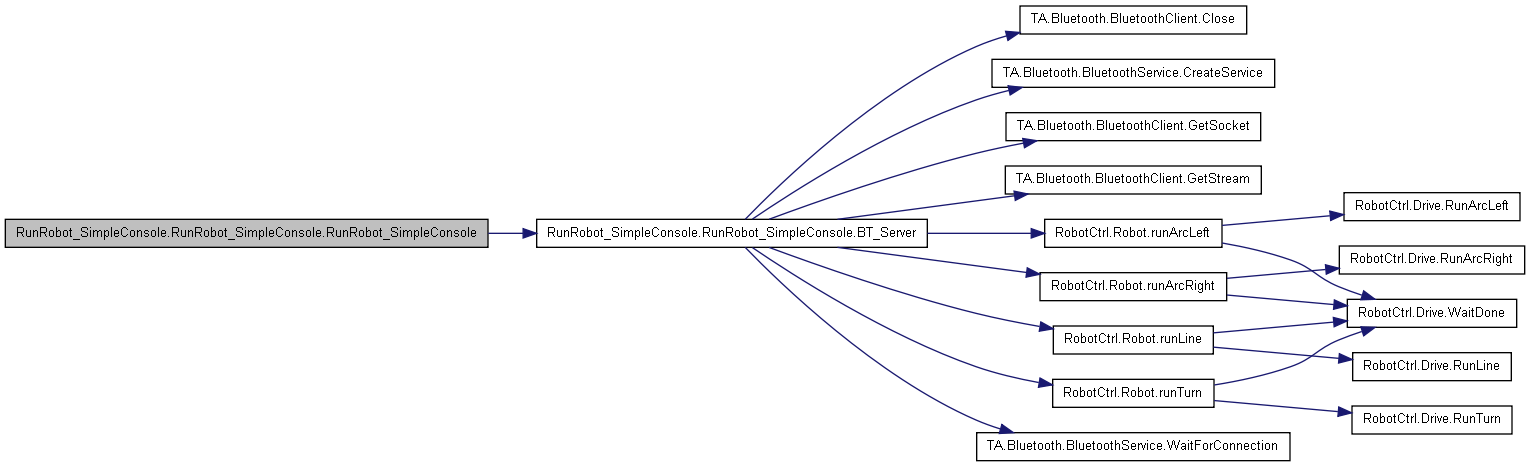 RunRobot_SimpleConsole.RunRobot_SimpleConsole.RunRobot_SimpleConsole
RunRobot_SimpleConsole.RunRobot_SimpleConsole.BT_Server
TA.Bluetooth.BluetoothClient.Close
TA.Bluetooth.BluetoothService.CreateService
TA.Bluetooth.BluetoothClient.GetSocket
TA.Bluetooth.BluetoothClient.GetStream
RobotCtrl.Robot.runArcLeft
RobotCtrl.Robot.runArcRight
RobotCtrl.Robot.runLine
RobotCtrl.Robot.runTurn
TA.Bluetooth.BluetoothService.WaitForConnection
RobotCtrl.Drive.RunArcLeft
RobotCtrl.Drive.RunArcRight
RobotCtrl.Drive.WaitDone
RobotCtrl.Drive.RunLine
RobotCtrl.Drive.RunTurn